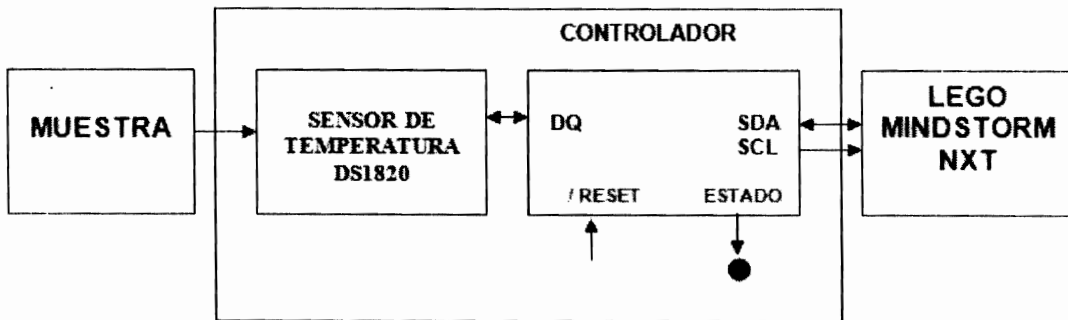 CONTROLADOR
MUESTRA
SENSOR DE
TEMPERATURA
DS1820
DQ
SDA
SCL
/ RESET
ESTADO
LEGO
MINDSTORM
NXT